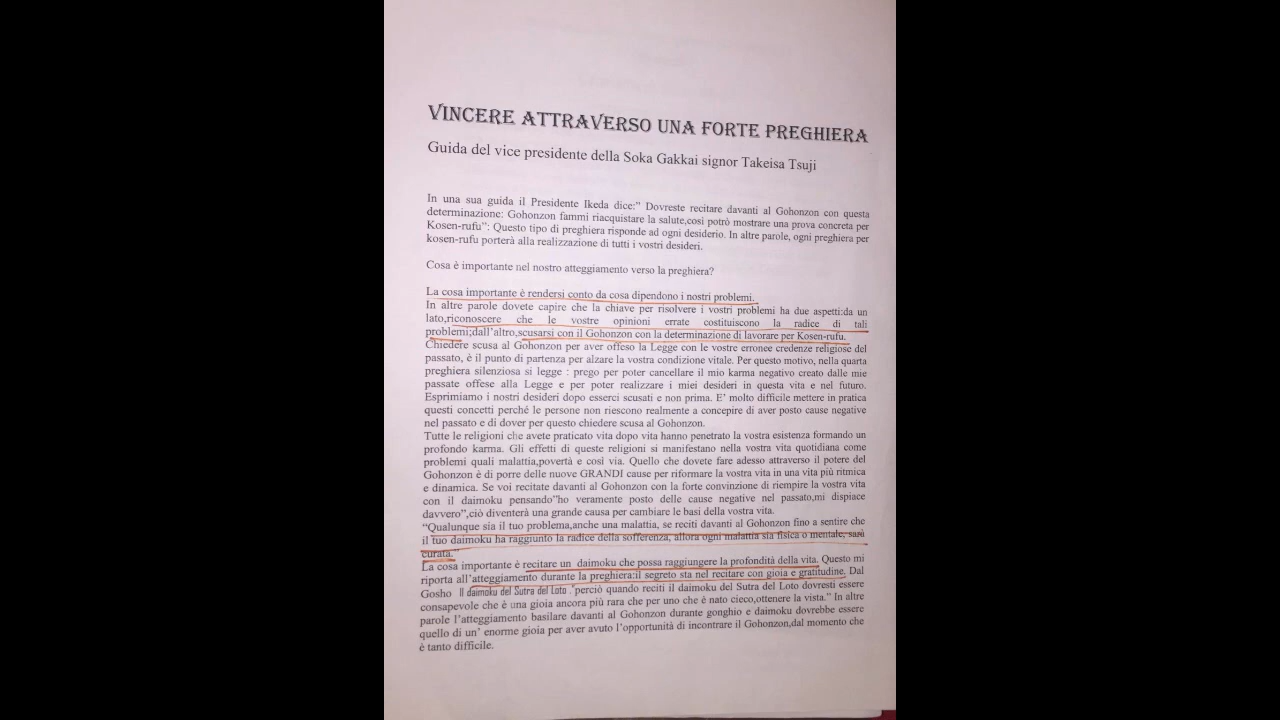 VINCERE ATTRAVERSO UNA FORTE PREGHIERA
Guida del vice presidente della Soka Gakkai signor Takeisa Tsuji
In una sua guida il Presidente Ikeda dice:” Dovreste recitare davanti al Gohonzon con questa
determinazione: Gohonzon fammi riacquistare la salute,così potrò mostrare una prova concreta per
Kosen-rufu”: Questo tipo di preghiera risponde ad ogni desiderio. In altre parole, ogni preghiera per
kosen-rufu porterà alla realizzazione di tutti i vostri desideri.
Cosa è importante nel nostro atteggiamento verso la preghiera?
La cosa importante è rendersi conto da cosa dipendono i nostri problemi.
In altre parole dovete capire che la chiave per risolvere i vostri problemi ha due aspetti:da un
lato,riconoscere che le vostre opinioni errate costituiscono la radice di tali
problemi;dall’altro,scusarsi con il Gohonzon con la determinazione di lavorare per Kosen-rufu.
Chiedere scusa al Gohonzon per aver offeso la Legge con le vostre erronee credenze religiose del
passato, è il punto di partenza per alzare la vostra condizione vitale. Per questo motivo, nella quarta
preghiera silenziosa si legge : prego per poter cancellare il mio karma negativo creato dalle mie
passate offese alla Legge e per poter realizzare i miei desideri in questa vita e nel futuro.
Esprimiamo i nostri desideri dopo esserci scusati e non prima. E’ molto difficile mettere in pratica
questi concetti perché le persone non riescono realmente a concepire di aver posto cause negative
nel passato e di dover per questo chiedere scusa al Gohonzon.
Tutte le religioni che avete praticato vita dopo vita hanno penetrato la vostra esistenza formando un
profondo karma. Gli effetti di queste religioni si manifestano nella vostra vita quotidiana come
problemi quali malattia,povertà e così via. Quello che dovete fare adesso attraverso il potere del
Gohonzon è di porre delle nuove GRANDI cause per riformare la vostra vita in una vita più ritmica
e dinamica. Se voi recitate davanti al Gohonzon con la forte convinzione di riempire la vostra vita
con il daimoku pensando”ho veramente posto delle cause negative nel passato,mi dispiace
davvero”,ciò diventerà una grande causa per cambiare le basi della vostra vita.
“Qualunque sia il tuo problema,anche una malattia, se reciti davanti al Gohonzon fino a sentire che
il tuo daimoku ha raggiunto la radice della sofferenza, allora ogni malattia sia fisica o mentale, sarà
curata.”
La cosa importante è recitare un daimoku che possa raggiungere la profondità della vita. Questo mi
riporta all’atteggiamento durante la preghiera:il segreto sta nel recitare con gioia e gratitudine. Dal
Gosho Il daimoku del Sutra del Loto :”perciò quando reciti il daimoku del Sutra del Loto dovresti essere
consapevole che è una gioia ancora più rara che per uno che è nato cieco,ottenere la vista.” In altre
parole l’atteggiamento basilare davanti al Gohonzon durante gonghio e daimoku dovrebbe essere
quello di un’ enorme gioia per aver avuto l’opportunità di incontrare il Gohonzon,dal momento che
è tanto difficile.